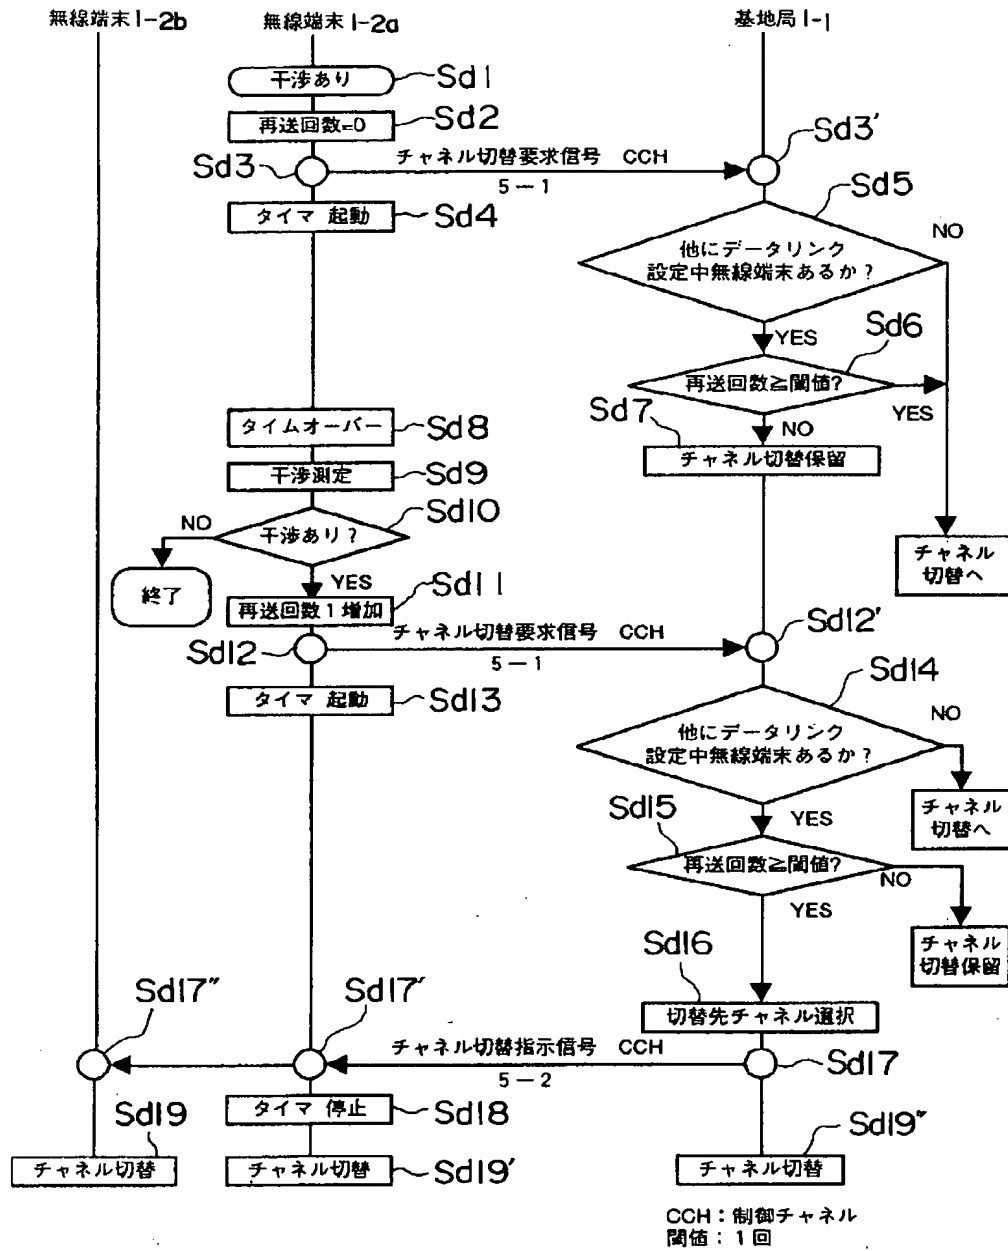 無線端末1-2b
無線端末1-2a
基地局1-1
干渉あり
Sd1
再送回数=0
Sd2
Sd3
チャネル切替要求信号 CCH
5-1
Sd3'
タイマ 起動
Sd4
Sd5
他にデータリンク
設定中無線端末あるか?
NO
YES
Sd6
再送回数≧閾値?
YES
Sd7
NO
チャネル切替保留
タイムオーバー
Sd8
干渉測定
Sd9
Sd10
干渉あり?
NO
終了
YES
チャネル
切替へ
Sd11
再送回数1増加
Sd12
チャネル切替要求信号 CCH
5-1
Sd12'
タイマ 起動
Sd13
Sd14
他にデータリンク
設定中無線端末あるか?
NO
チャネル
切替へ
YES
Sd15
再送回数≧閾値?
NO
YES
チャネル
切替保留
Sd16
切替先チャネル選択
Sd17"
Sd17'
チャネル切替指示信号 CCH
5-2
Sd17
タイマ 停止
Sd18
Sd19
チャネル切替
チャネル切替
Sd19'
Sd19"
チャネル切替
CCH:制御チャネル
閾値:1回